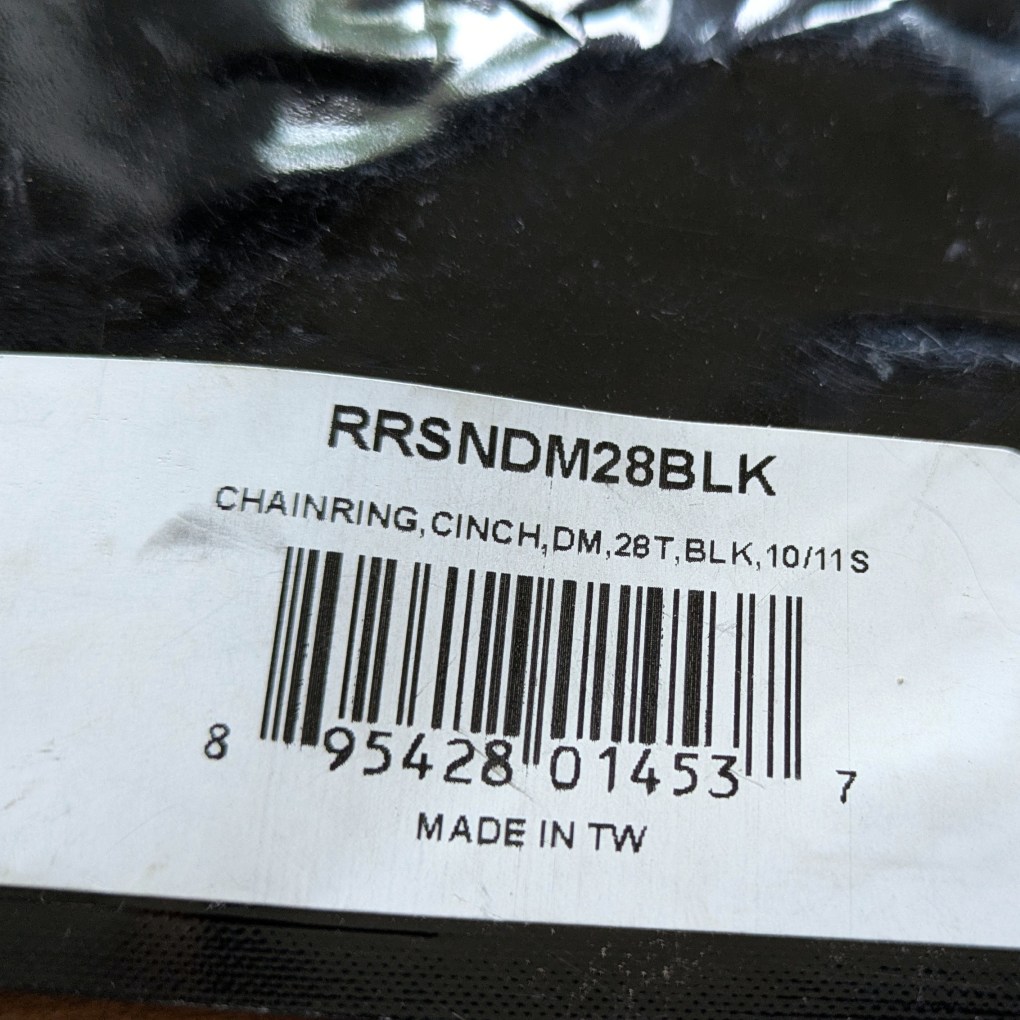 RRSNDM28BLK
CHAINRING,CINCH,DM,28T,BLK,10/11S
8 95428 01453 7
MADE IN TW